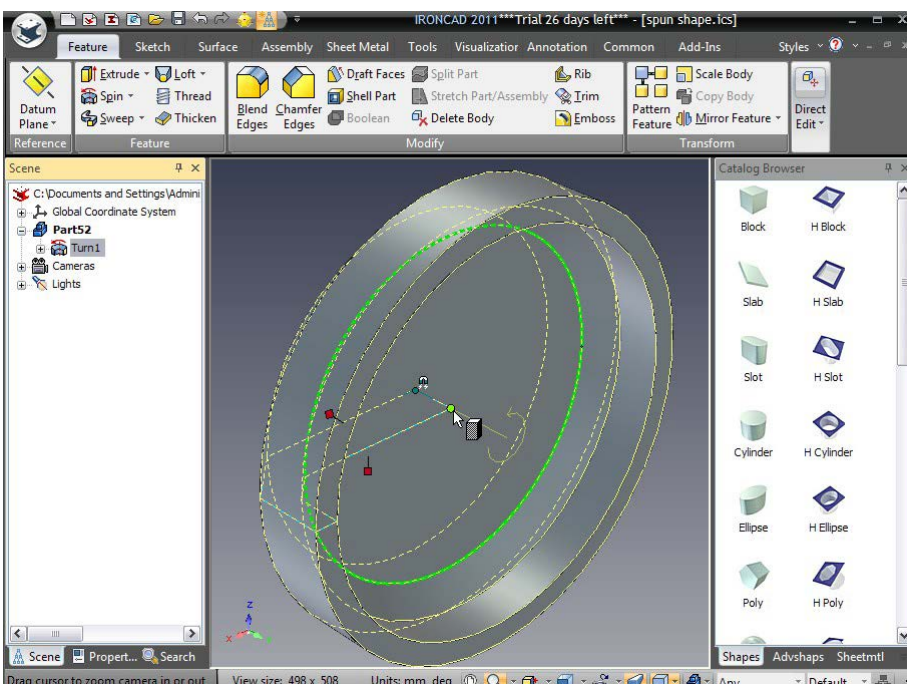 IRONCAD 2011***Trial 26 days left*** - [spun shape.ics]
Feature Sketch Surface Assembly Sheet Metal Tools Visualization Annotation Common Add-Ins Styles
Extrude Loft Draft Faces Split Part Rib Scale Body
Spin Thread Shell Part Stretch Part/Assembly Trim Copy Body
Datum Plane Sweep Thicken Blend Edges Chamfer Edges Boolean Delete Body Emboss Pattern Feature Mirror Feature Direct Edit
Reference Feature Modify Transform
Scene Catalog Browser
C:\Documents and Settings\Admini
Global Coordinate System
Part52
Turn1
Cameras
Lights
Block H Block
Slab H Slab
Slot H Slot
Cylinder H Cylinder
Ellipse H Ellipse
Poly H Poly
z
x
Scene Propert... Search Shapes Advshaps Sheetmtl
Drag cursor to zoom camera in or out View size: 498 x 508 Units: mm, deg Any Default